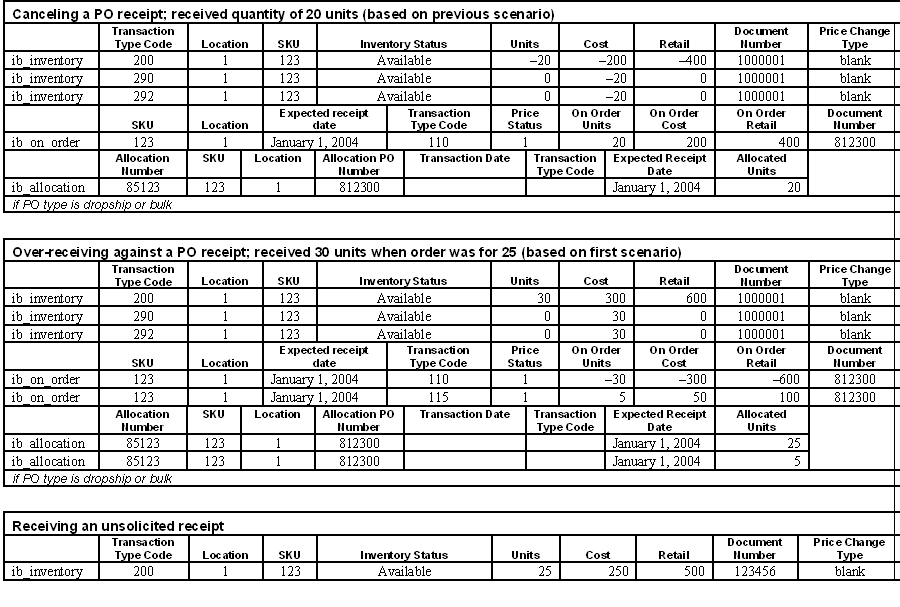 Canceling a PO receipt; received quantity of 20 units (based on previous scenario)
Transaction Type Code Location SKU Inventory Status Units Cost Retail Document Number Price Change Type
ib_inventory 200 1 123 Available –20 –200 –400 1000001 blank
ib_inventory 290 1 123 Available 0 –20 0 1000001 blank
ib_inventory 292 1 123 Available 0 –20 0 1000001 blank
SKU Location Expected receipt date Transaction Type Code Price Status On Order Units On Order Cost On Order Retail Document Number
ib_on_order 123 1 January 1, 2004 110 1 20 200 400 812300
Allocation Number SKU Location Allocation PO Number Transaction Date Transaction Type Code Expected Receipt Date Allocated Units
ib_allocation 85123 123 1 812300 January 1, 2004 20
if PO type is dropship or bulk
Over-receiving against a PO receipt; received 30 units when order was for 25 (based on first scenario)
Transaction Type Code Location SKU Inventory Status Units Cost Retail Document Number Price Change Type
ib_inventory 200 1 123 Available 30 300 600 1000001 blank
ib_inventory 290 1 123 Available 0 30 0 1000001 blank
ib_inventory 292 1 123 Available 0 30 0 1000001 blank
SKU Location Expected receipt date Transaction Type Code Price Status On Order Units On Order Cost On Order Retail Document Number
ib_on_order 123 1 January 1, 2004 110 1 –30 –300 –600 812300
ib_on_order 123 1 January 1, 2004 115 1 5 50 100 812300
Allocation Number SKU Location Allocation PO Number Transaction Date Transaction Type Code Expected Receipt Date Allocated Units
ib_allocation 85123 123 1 812300 January 1, 2004 25
ib_allocation 85123 123 1 812300 January 1, 2004 5
if PO type is dropship or bulk
Receiving an unsolicited receipt
Transaction Type Code Location SKU Inventory Status Units Cost Retail Document Number Price Change Type
ib_inventory 200 1 123 Available 25 250 500 123456 blank